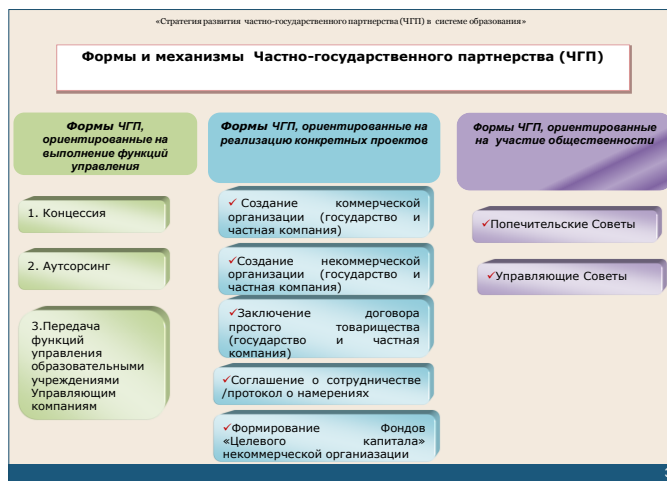 «Стратегия развития частно-государственного партнерства (ЧГП) в системе образования»
Формы и механизмы Частно-государственного партнерства (ЧГП)
Формы ЧГП,
ориентированные на
выполнение функций
управления
1. Концессия
2. Аутсорсинг
3.Передача
функций
управления
образовательными
учреждениями
Управляющим
компаниям
Формы ЧГП, ориентированные на
реализацию конкретных проектов
✓ Создание коммерческой
организации (государство и
частная компания)
✓Создание некоммерческой
организации (государство и
частная компания)
✓Заключение договора
простого товарищества
(государство и частная
компания)
✓Соглашение о сотрудничестве
/протокол о намерениях
✓Формирование Фондов
«Целевого капитала»
некоммерческой органиазации
Формы ЧГП, ориентированные
на участие общественности
✓Попечительские Советы
✓Управляющие Советы
3